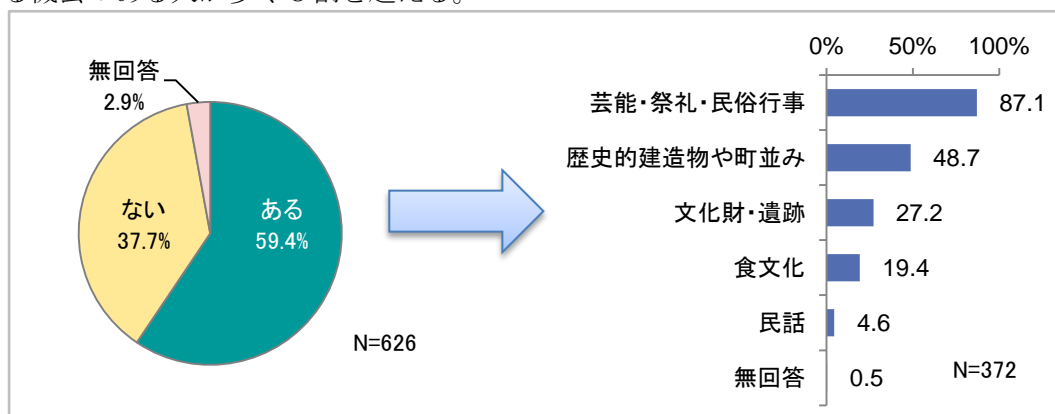 無回答
2.9%
ない
37.7%
ある
59.4%
N=626
0% 50% 100%
芸能・祭礼・民俗行事 87.1
歴史的建造物や町並み 48.7
文化財・遺跡 27.2
食文化 19.4
民話 4.6
無回答 0.5
N=372